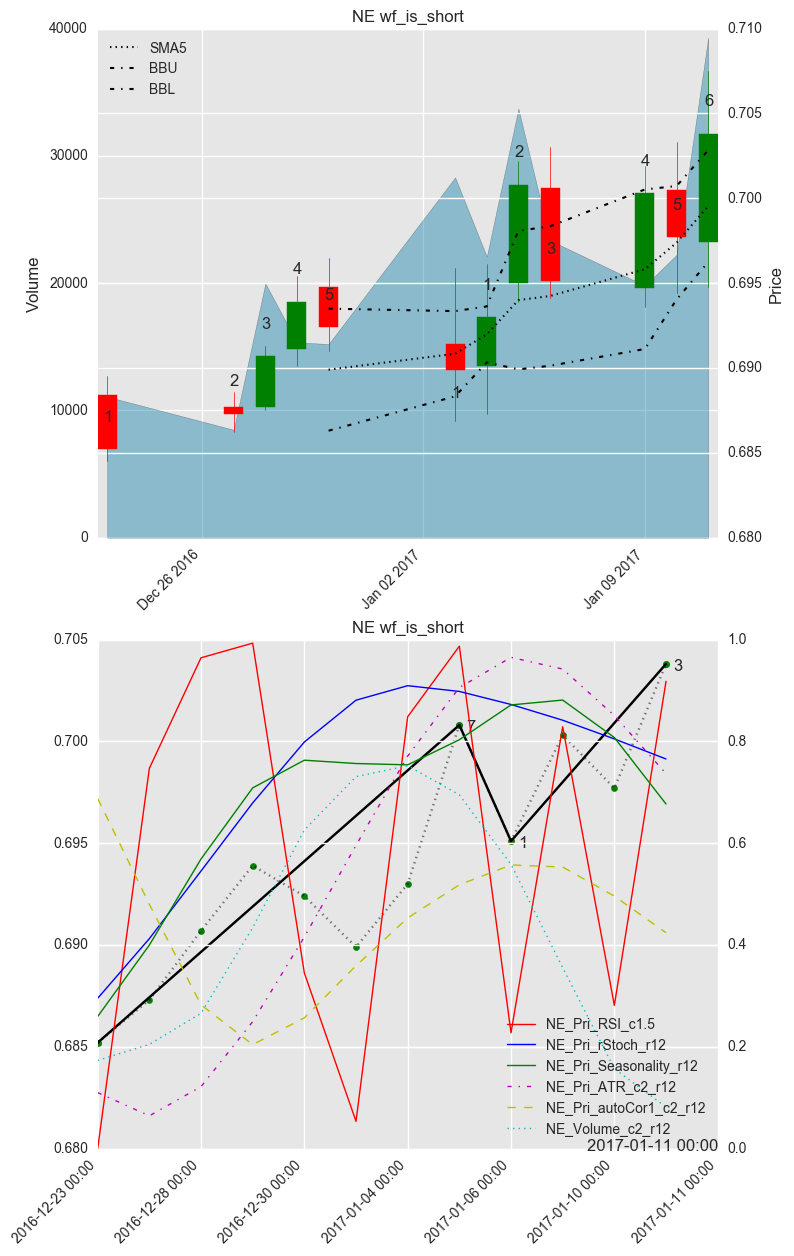 NE wf_is_short
40000
30000
20000
10000
0
Volume
SMA5
BBU
BBL
1
2
3
4
5
1
1
2
3
4
5
6
0.710
0.705
0.700
0.695
0.690
0.685
0.680
Price
Dec 26 2016
Jan 02 2017
Jan 09 2017
NE wf_is_short
0.705
0.700
0.695
0.690
0.685
0.680
7
1
3
1.0
0.8
0.6
0.4
0.2
0.0
NE_Pri_RSI_c1.5
NE_Pri_rStoch_r12
NE_Pri_Seasonality_r12
NE_Pri_ATR_c2_r12
NE_Pri_autoCor1_c2_r12
NE_Volume_c2_r12
2017-01-11 00:00
2016-12-23 00:00
2016-12-28 00:00
2016-12-30 00:00
2017-01-04 00:00
2017-01-06 00:00
2017-01-10 00:00
2017-01-11 00:00